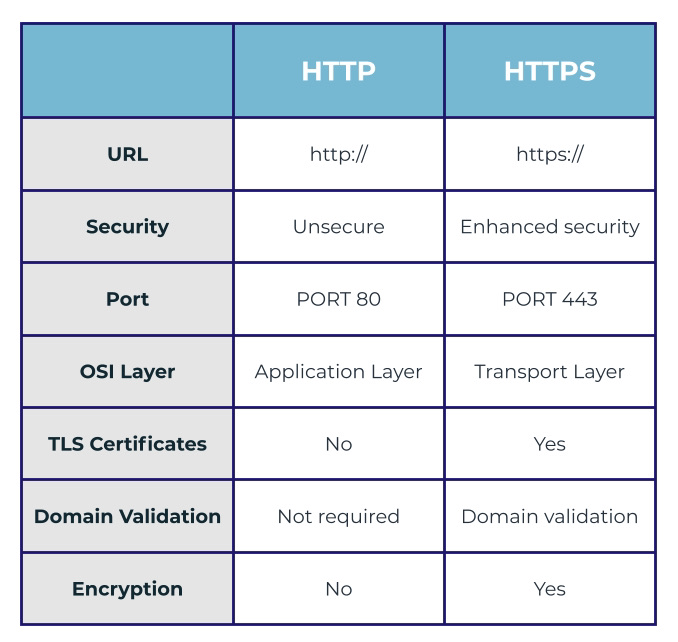 HTTP HTTPS
URL http:// https://
Security Unsecure Enhanced security
Port PORT 80 PORT 443
OSI Layer Application Layer Transport Layer
TLS Certificates No Yes
Domain Validation Not required Domain validation
Encryption No Yes